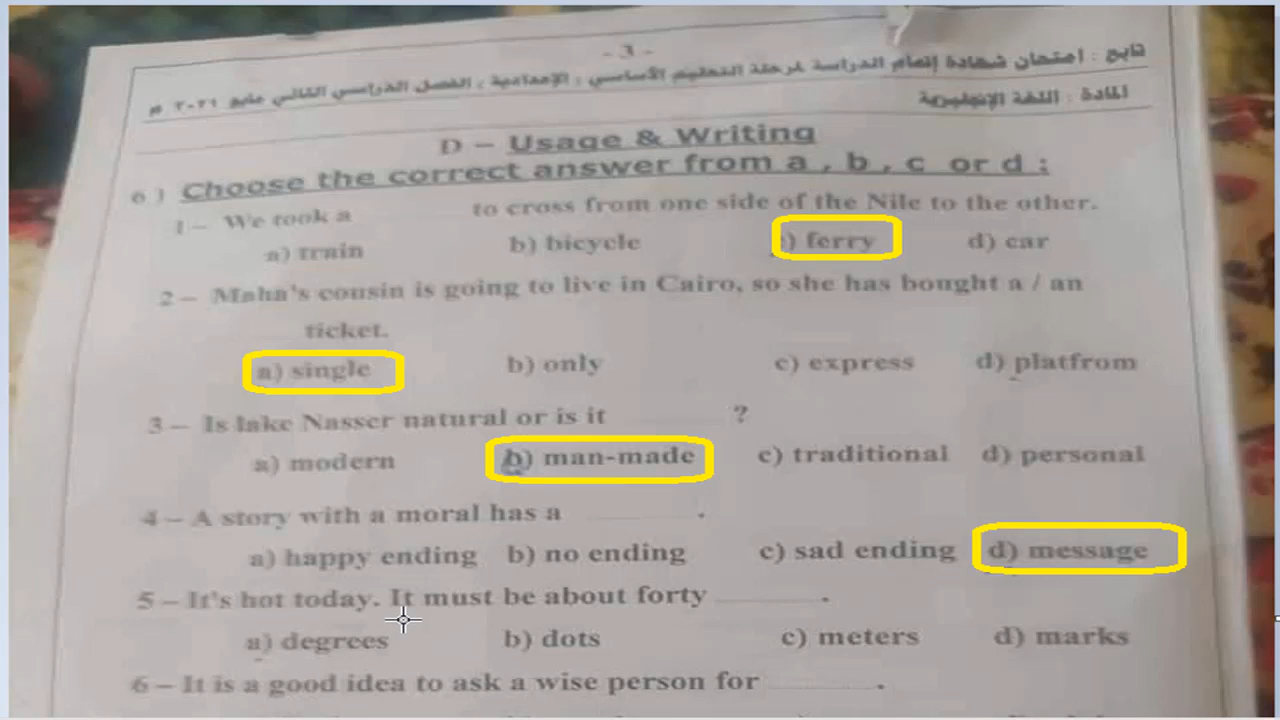 - 3 -
تابع : امتحان شهادة إتمام الدراسة لمرحلة التعليم الأساسي ; الإعدادية ; الفصل الدراسي الثاني مايو ٢٠٢٦ م
المادة : اللغة الإنجليزية
D – Usage & Writing
6 ) Choose the correct answer from a , b , c or d :
1 – We took a to cross from one side of the Nile to the other.
a) train b) bicycle ) ferry d) car
2 – Maha's cousin is going to live in Cairo, so she has bought a / an
ticket.
a) single b) only c) express d) platfrom
3 – Is lake Nasser natural or is it ........ ?
a) modern b) man-made c) traditional d) personal
4 – A story with a moral has a ........ .
a) happy ending b) no ending c) sad ending d) message
5 – It's hot today. It must be about forty ........ .
a) degrees b) dots c) meters d) marks
6 – It is a good idea to ask a wise person for ........ .